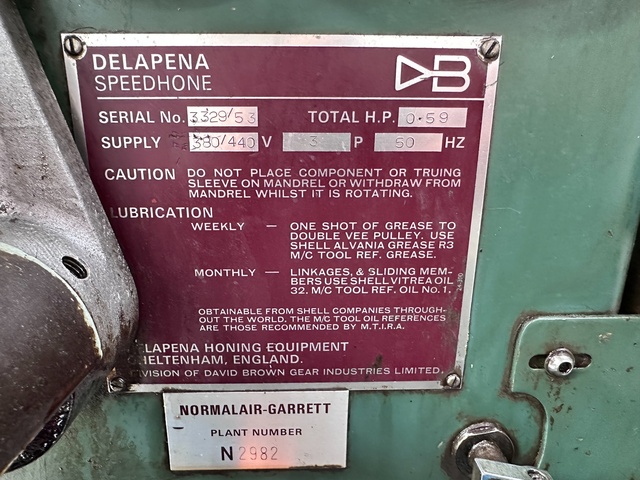 DELAPENA
SPEEDHONE
DB
SERIAL No. 3329/53 TOTAL H.P. 0·59
SUPPLY 380/440 V 3 P 50 HZ
CAUTION DO NOT PLACE COMPONENT OR TRUING
SLEEVE ON MANDREL OR WITHDRAW FROM
MANDREL WHILST IT IS ROTATING.
LUBRICATION
WEEKLY — ONE SHOT OF GREASE TO
DOUBLE VEE PULLEY. USE
SHELL ALVANIA GREASE R3
M/C TOOL REF. GREASE.
MONTHLY — LINKAGES, & SLIDING MEM-
BERS USE SHELL VITREA OIL
32. M/C TOOL REF. OIL No. 1.
OBTAINABLE FROM SHELL COMPANIES THROUGH-
OUT THE WORLD. THE M/C TOOL OIL REFERENCES
ARE THOSE RECOMMENDED BY M.T.I.R.A.
DELAPENA HONING EQUIPMENT
CHELTENHAM, ENGLAND.
DIVISION OF DAVID BROWN GEAR INDUSTRIES LIMITED.
NORMALAIR-GARRETT
PLANT NUMBER
N 2982